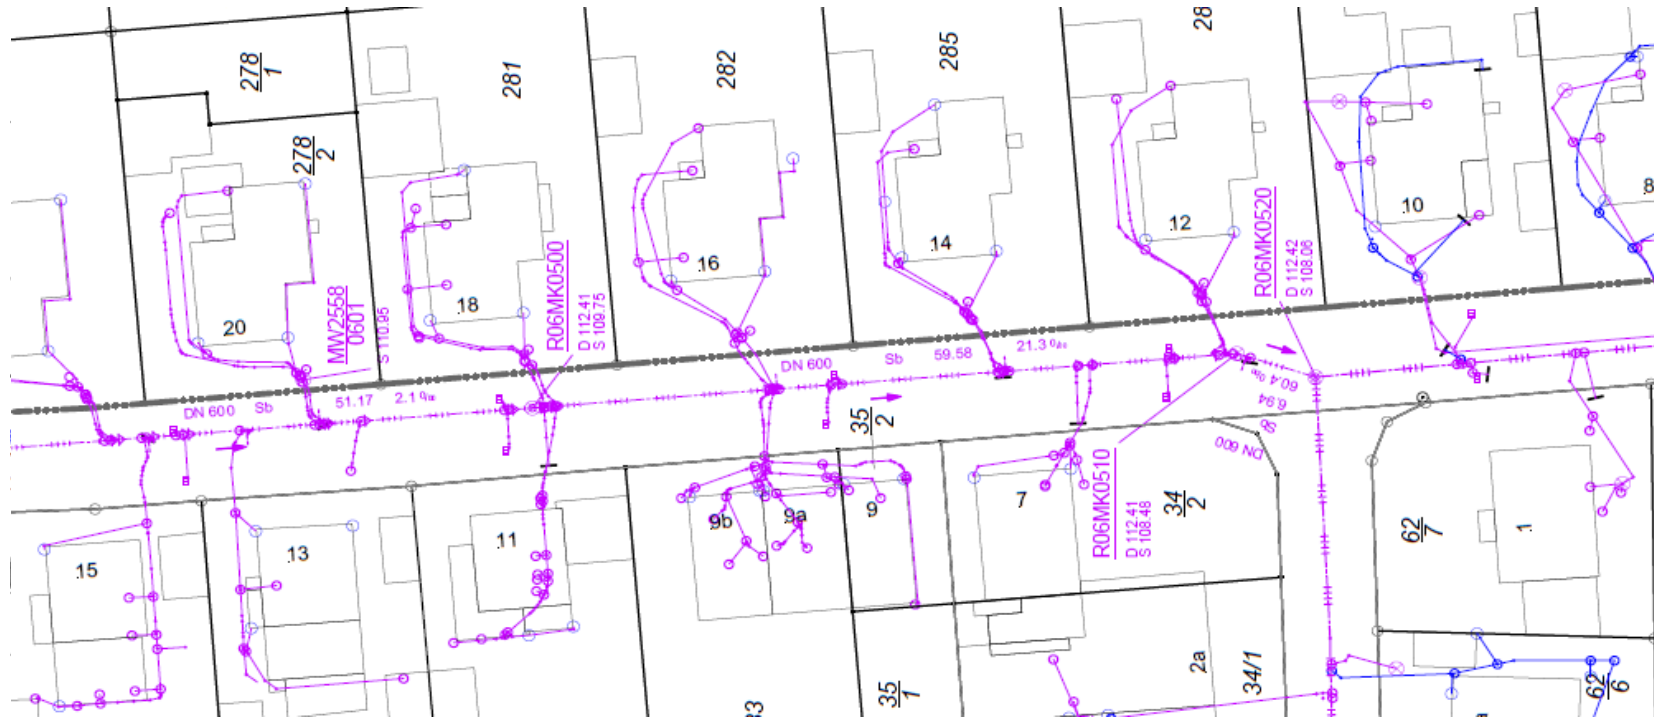 278
1
281
282
285
28
278
2
20
18
16
14
12
10
8
MW2558
0601
S 110.95
R06MK0500
D 112.41
S 109.75
R06MK0520
D 112.42
S 108.06
DN 600 Sb 51.17 2.1 ‰
DN 600 Sb 59.58 21.3 ‰
60.4 ‰
6.94
Sb
DN 600
R06MK0510
D 112.41
S 108.48
35
2
34
2
62
7
15
13
11
9b
9a
9
7
1
2a
34/1
35
1
33
62
6